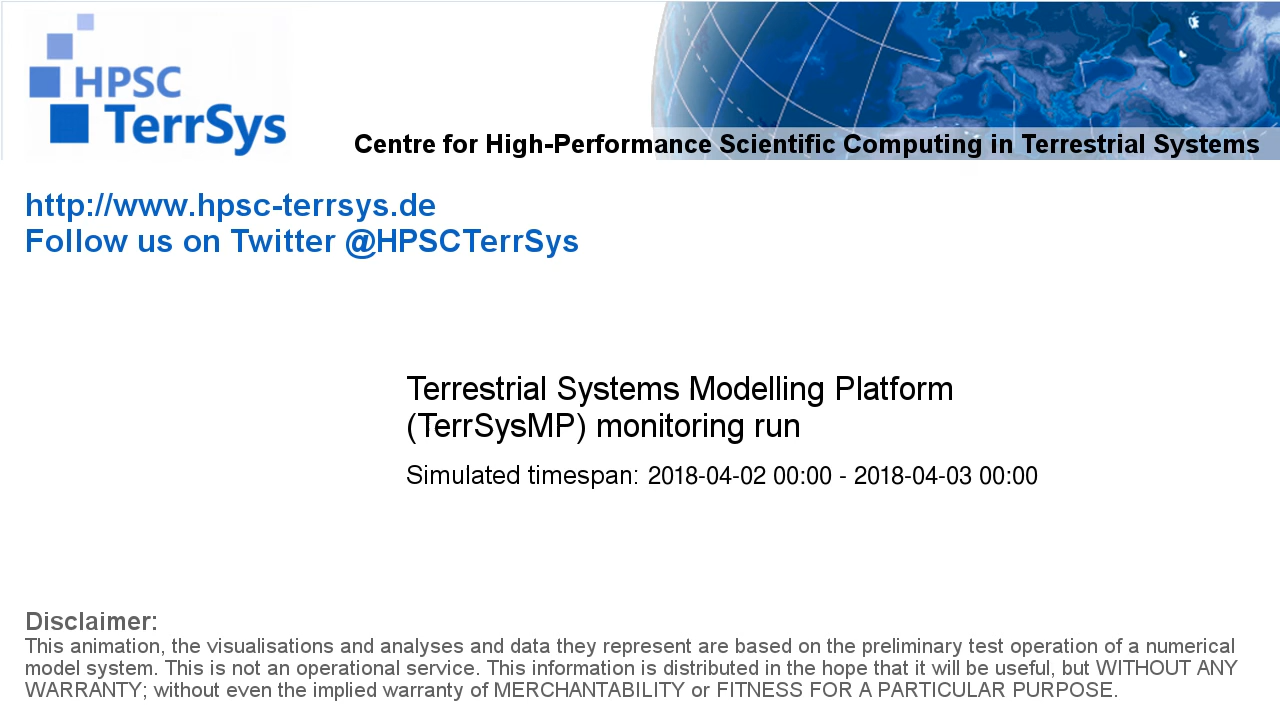 HPSC
TerrSys
Centre for High-Performance Scientific Computing in Terrestrial Systems
http://www.hpsc-terrsys.de
Follow us on Twitter @HPSCTerrSys
Terrestrial Systems Modelling Platform
(TerrSysMP) monitoring run
Simulated timespan: 2018-04-02 00:00 - 2018-04-03 00:00
Disclaimer:
This animation, the visualisations and analyses and data they represent are based on the preliminary test operation of a numerical
model system. This is not an operational service. This information is distributed in the hope that it will be useful, but WITHOUT ANY
WARRANTY; without even the implied warranty of MERCHANTABILITY or FITNESS FOR A PARTICULAR PURPOSE.